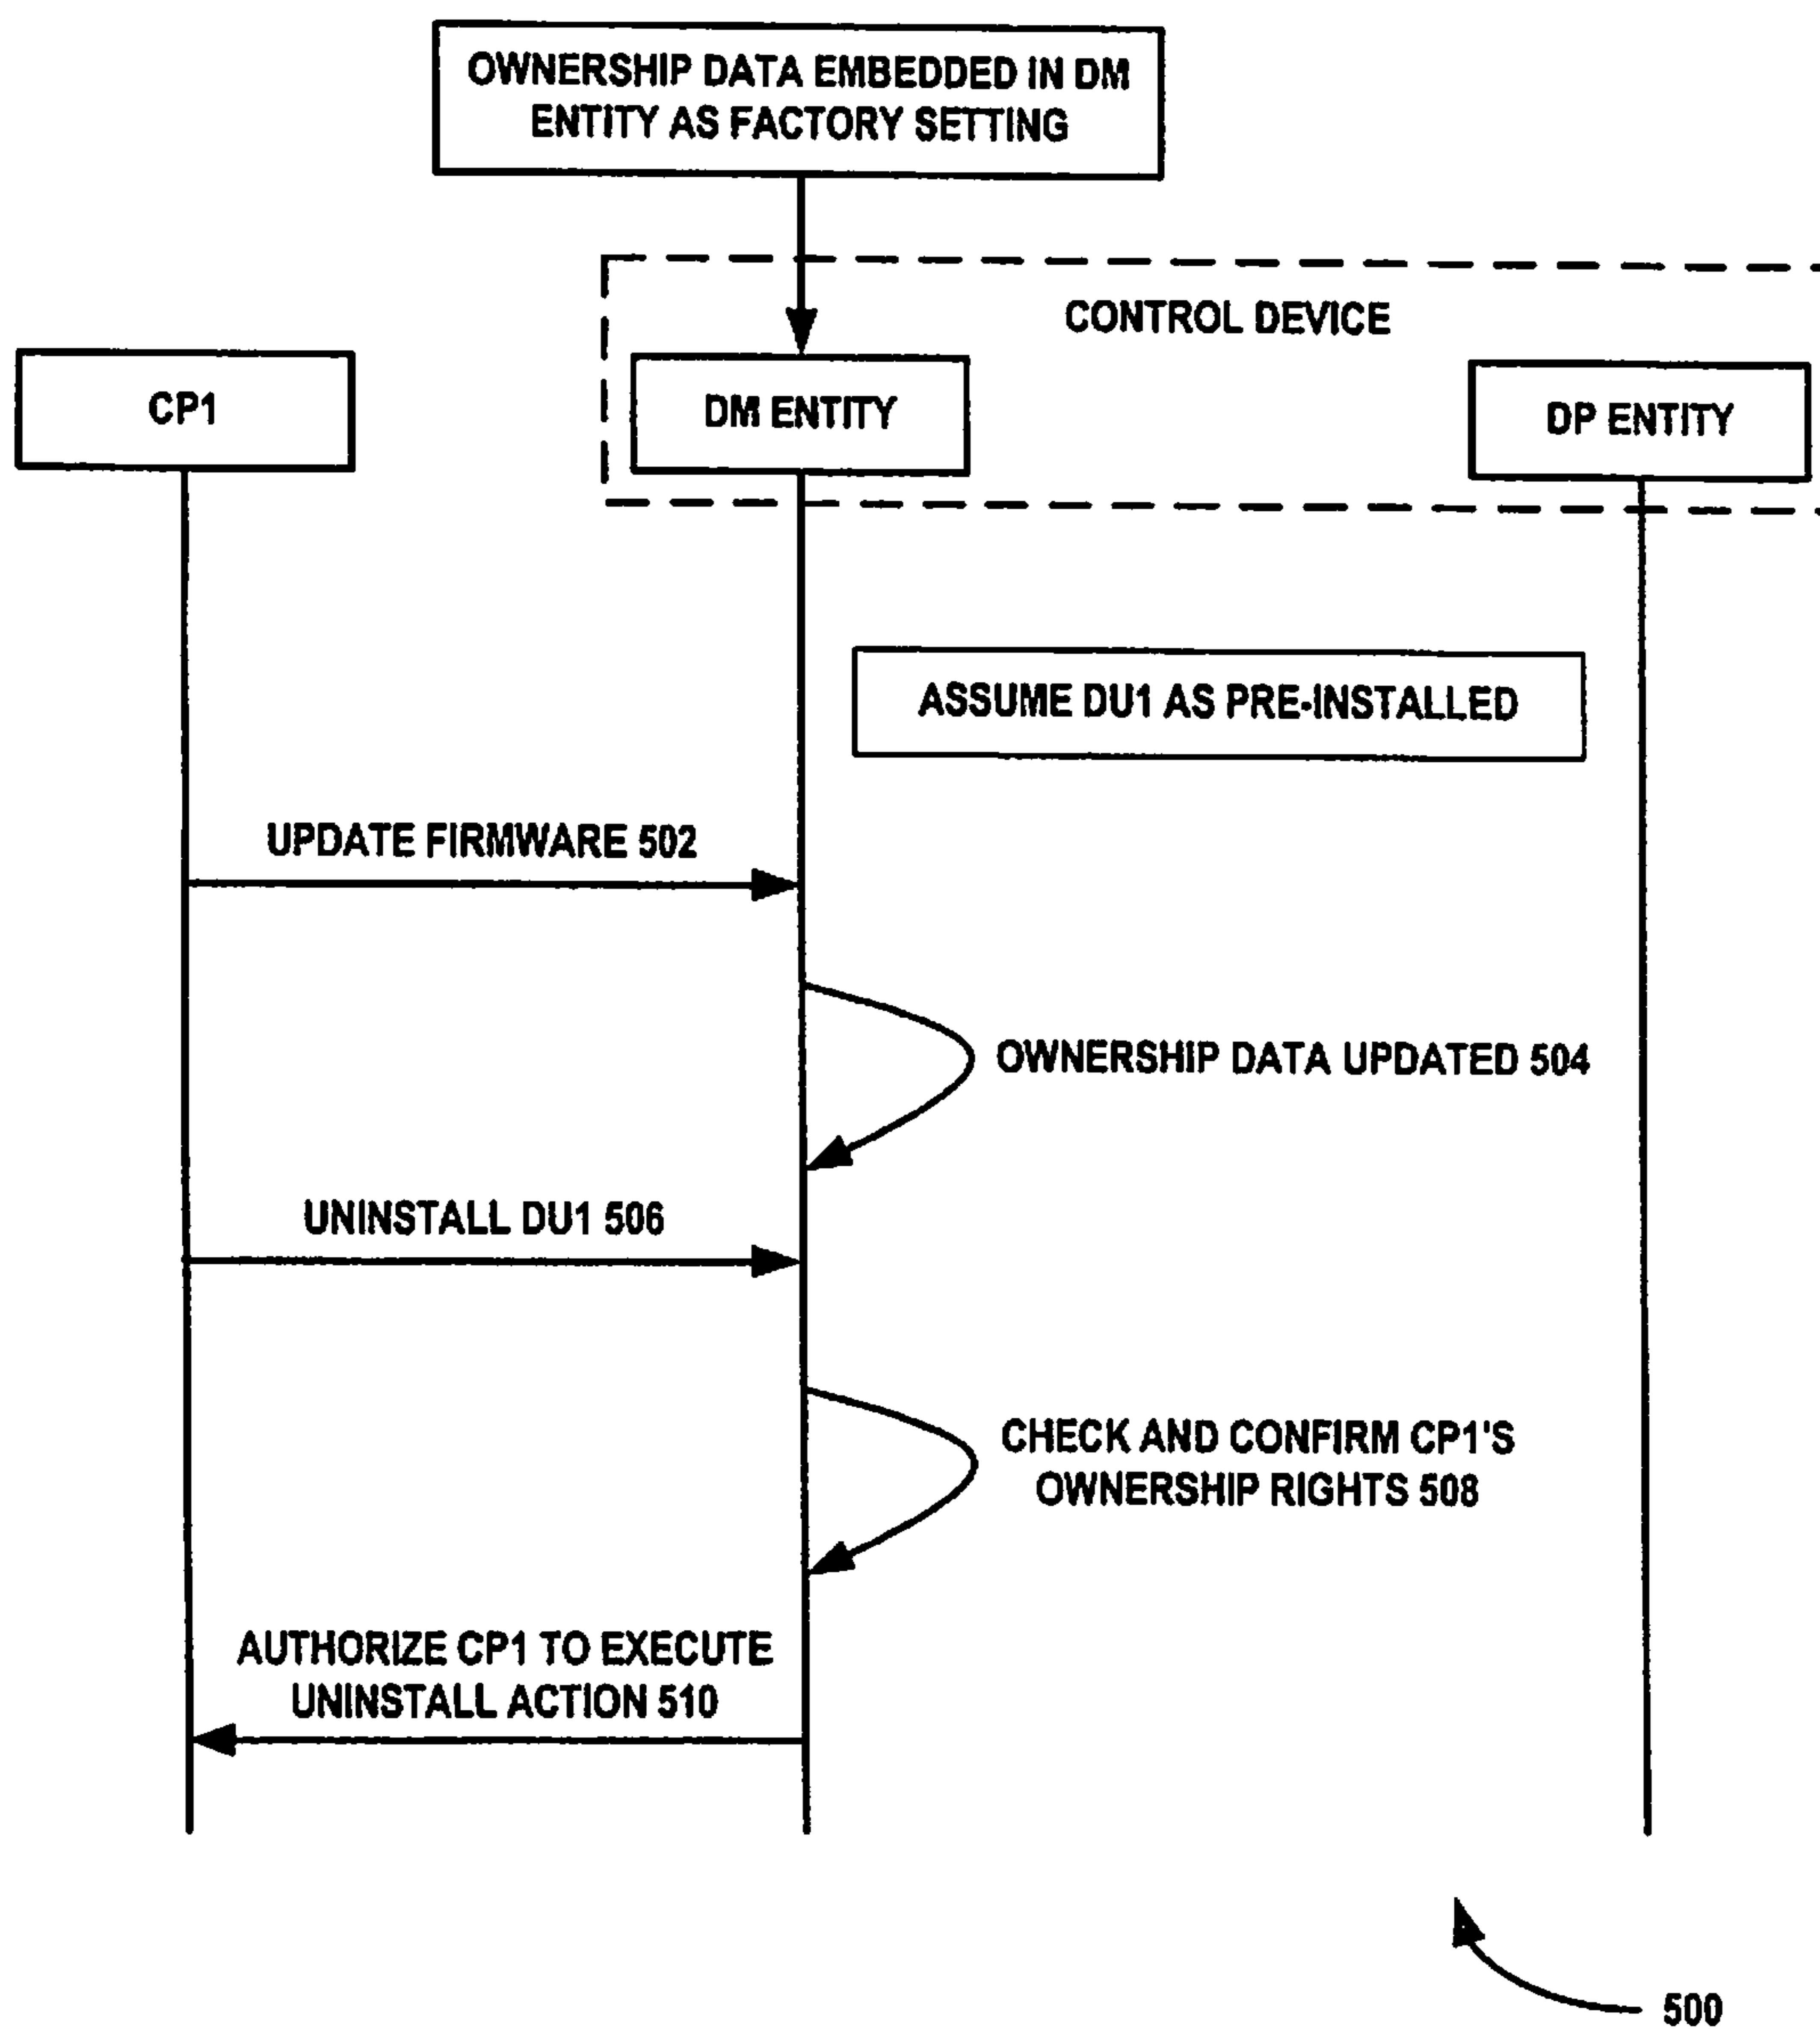 OWNERSHIP DATA EMBEDDED IN DM
ENTITY AS FACTORY SETTING
CONTROL DEVICE
CP1
DM ENTITY
DP ENTITY
ASSUME DU1 AS PRE-INSTALLED
UPDATE FIRMWARE 502
OWNERSHIP DATA UPDATED 504
UNINSTALL DU1 506
CHECK AND CONFIRM CP1'S
OWNERSHIP RIGHTS 508
AUTHORIZE CP1 TO EXECUTE
UNINSTALL ACTION 510
500